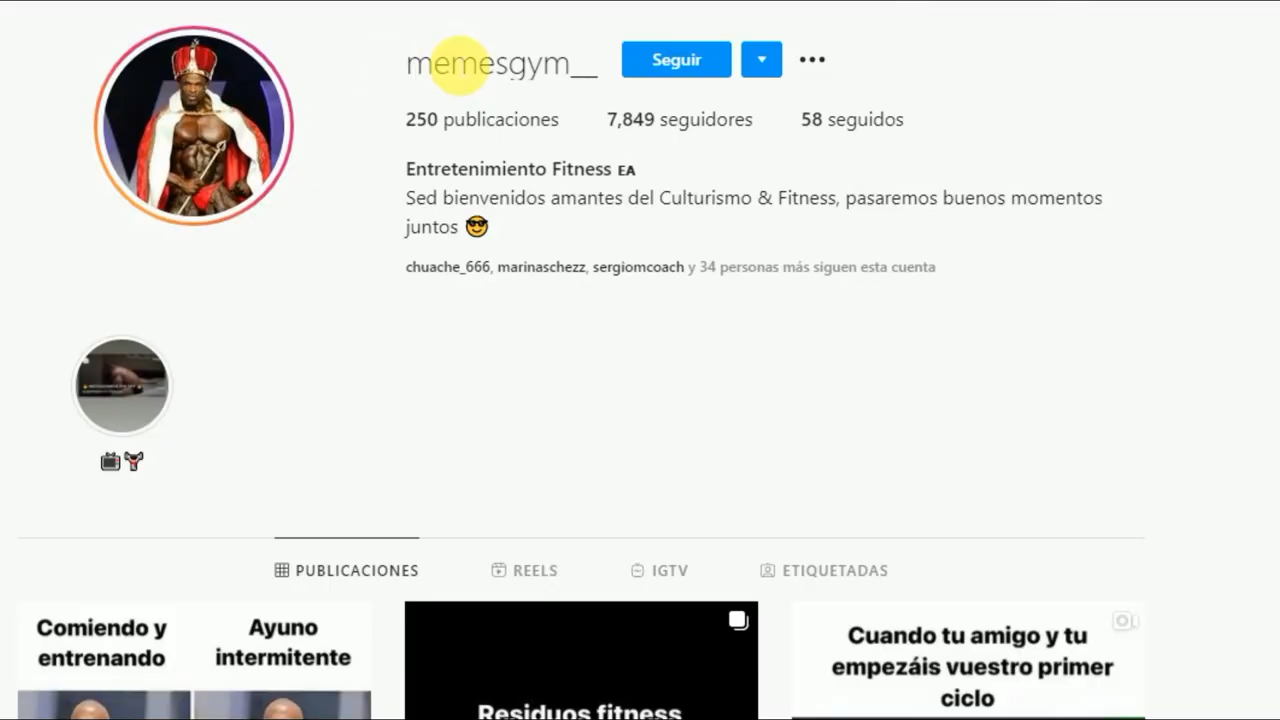 memesgym__
Seguir
250 publicaciones 7,849 seguidores 58 seguidos
Entretenimiento Fitness EA
Sed bienvenidos amantes del Culturismo & Fitness, pasaremos buenos momentos
juntos 😎
chuache_666, marinaschezz, sergiomcoach y 34 personas más siguen esta cuenta
PUBLICACIONES REELS IGTV ETIQUETADAS
Comiendo y
entrenando
Ayuno
intermitente
Residuos fitness
Cuando tu amigo y tu
empezáis vuestro primer
ciclo